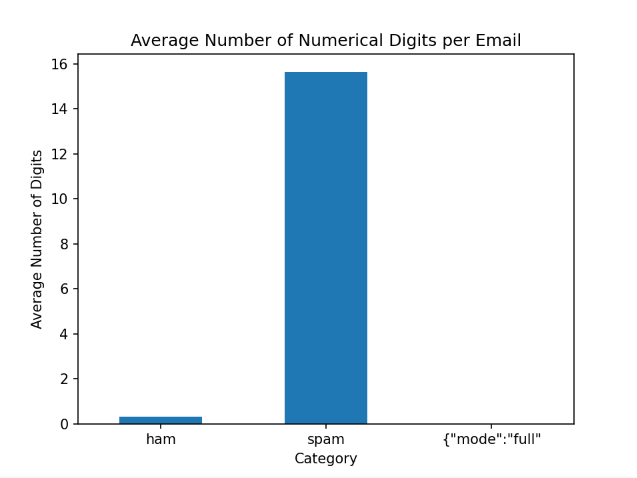 Average Number of Numerical Digits per Email
Average Number of Digits
16
14
12
10
8
6
4
2
0
ham spam {"mode":"full"
Category